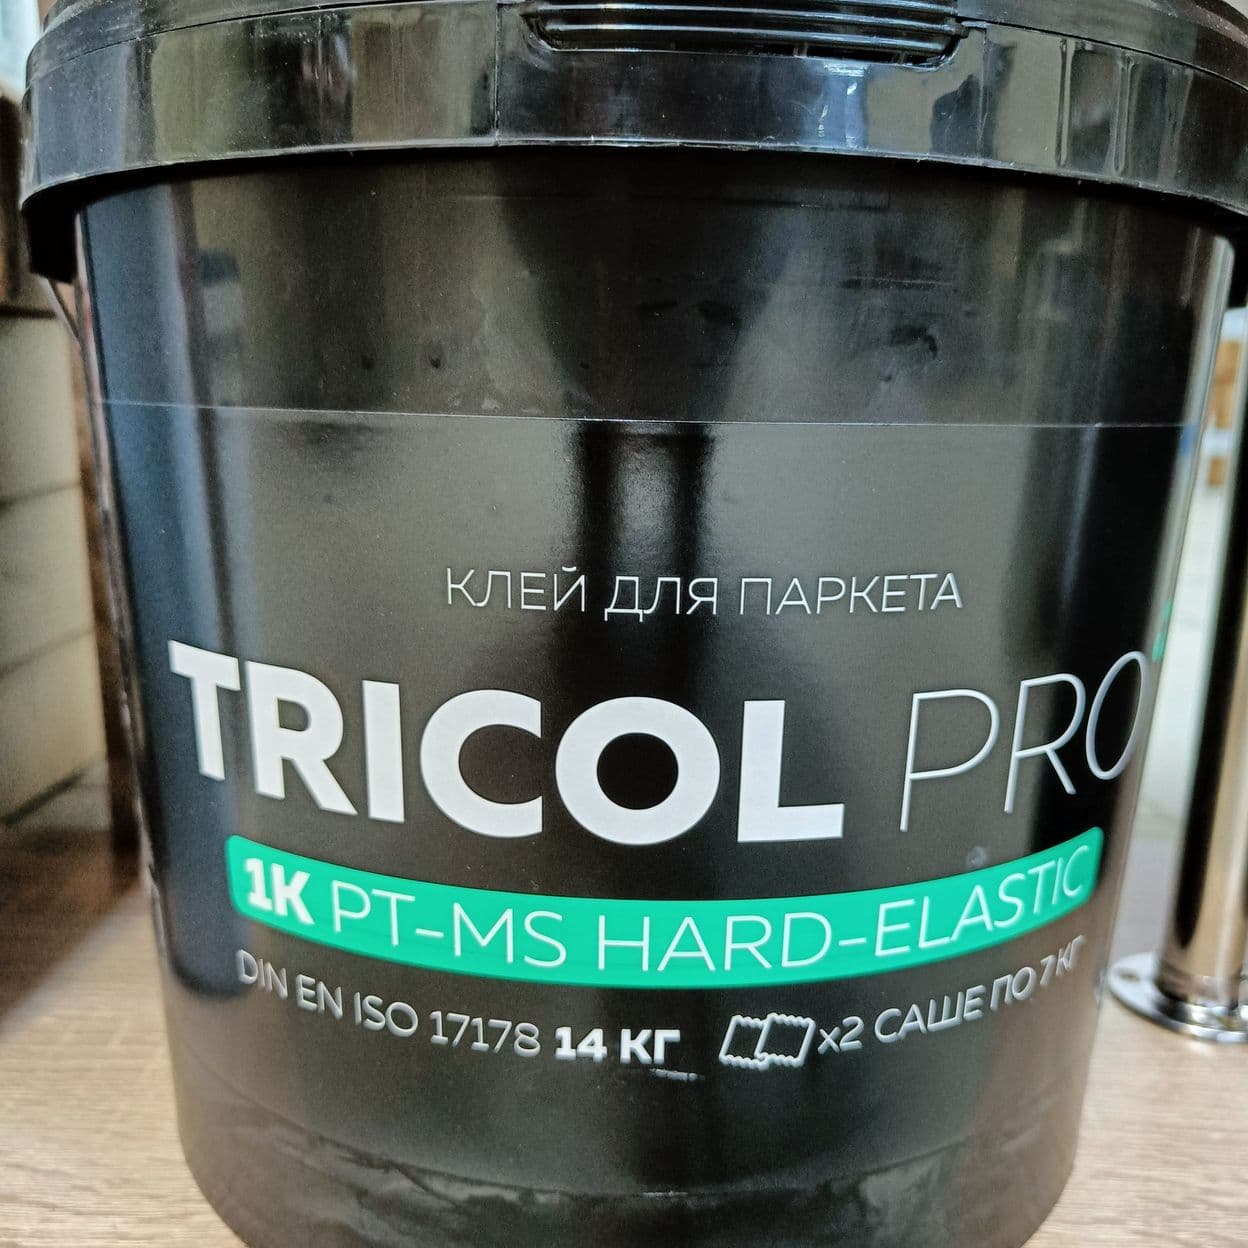 КЛЕЙ ДЛЯ ПАРКЕТА
TRICOL PRO
1K PT-MS HARD-ELASTIC
DIN EN ISO 17178 14 КГ x2 САШЕ ПО 7 КГ